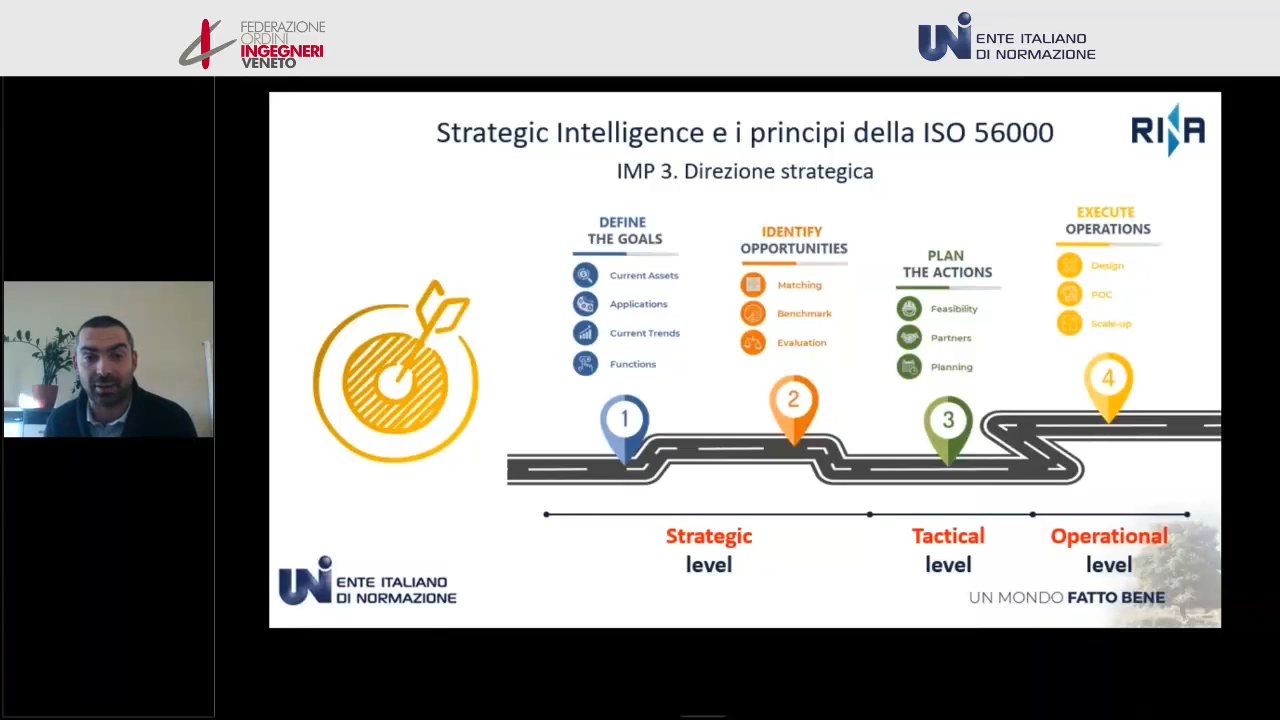 FEDERAZIONE
ORDINI
INGEGNERI
VENETO
UNI ENTE ITALIANO
DI NORMAZIONE
Strategic Intelligence e i principi della ISO 56000
RINA
IMP 3. Direzione strategica
DEFINE
THE GOALS
Current Assets
Applications
Current Trends
Functions
IDENTIFY
OPPORTUNITIES
Matching
Benchmark
Evaluation
PLAN
THE ACTIONS
Feasibility
Partners
Planning
EXECUTE
OPERATIONS
Design
POC
Scale-up
1
2
3
4
Strategic
level
Tactical
level
Operational
level
UNI ENTE ITALIANO
DI NORMAZIONE
UN MONDO FATTO BENE